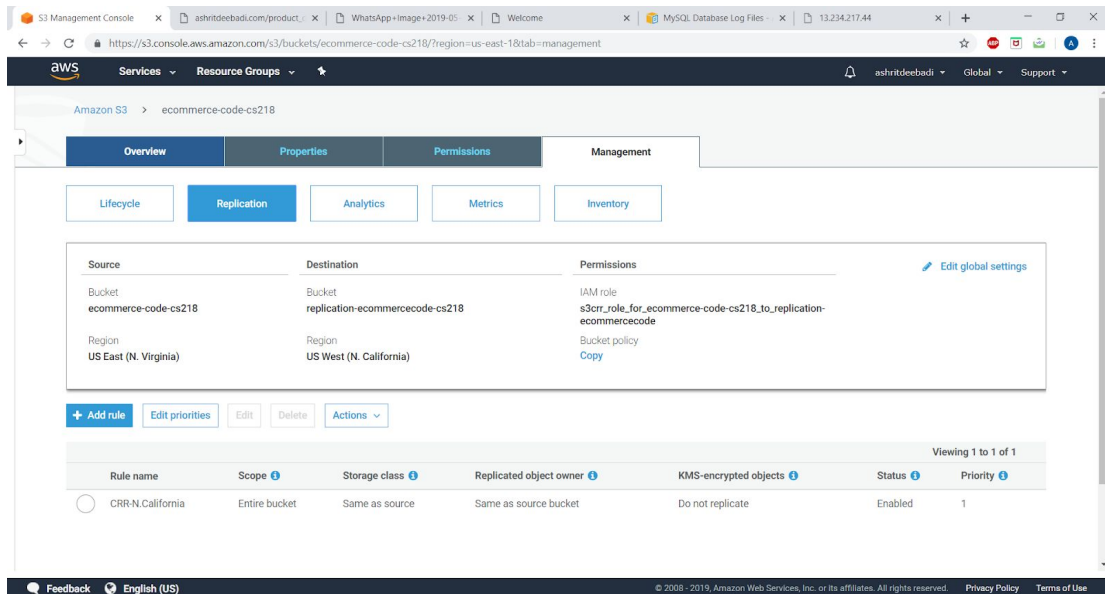 S3 Management Console
ashritdeebadi.com/product_
WhatsApp+Image+2019-05
Welcome
MySQL Database Log Files -
13.234.217.44
https://s3.console.aws.amazon.com/s3/buckets/ecommerce-code-cs218/?region=us-east-1&tab=management
ABP
A
aws
Services
Resource Groups
ashritdeebadi
Global
Support
Amazon S3 > ecommerce-code-cs218
Overview
Properties
Permissions
Management
Lifecycle
Replication
Analytics
Metrics
Inventory
Source
Destination
Permissions
Edit global settings
Bucket
Bucket
IAM role
ecommerce-code-cs218
replication-ecommercecode-cs218
s3crr_role_for_ecommerce-code-cs218_to_replication-
ecommercecode
Region
Region
Bucket policy
US East (N. Virginia)
US West (N. California)
Copy
+ Add rule
Edit priorities
Edit
Delete
Actions
Viewing 1 to 1 of 1
Rule name
Scope
Storage class
Replicated object owner
KMS-encrypted objects
Status
Priority
CRR-N.California
Entire bucket
Same as source
Same as source bucket
Do not replicate
Enabled
1
Feedback
English (US)
© 2008 - 2019, Amazon Web Services, Inc. or its affiliates. All rights reserved.
Privacy Policy
Terms of Use